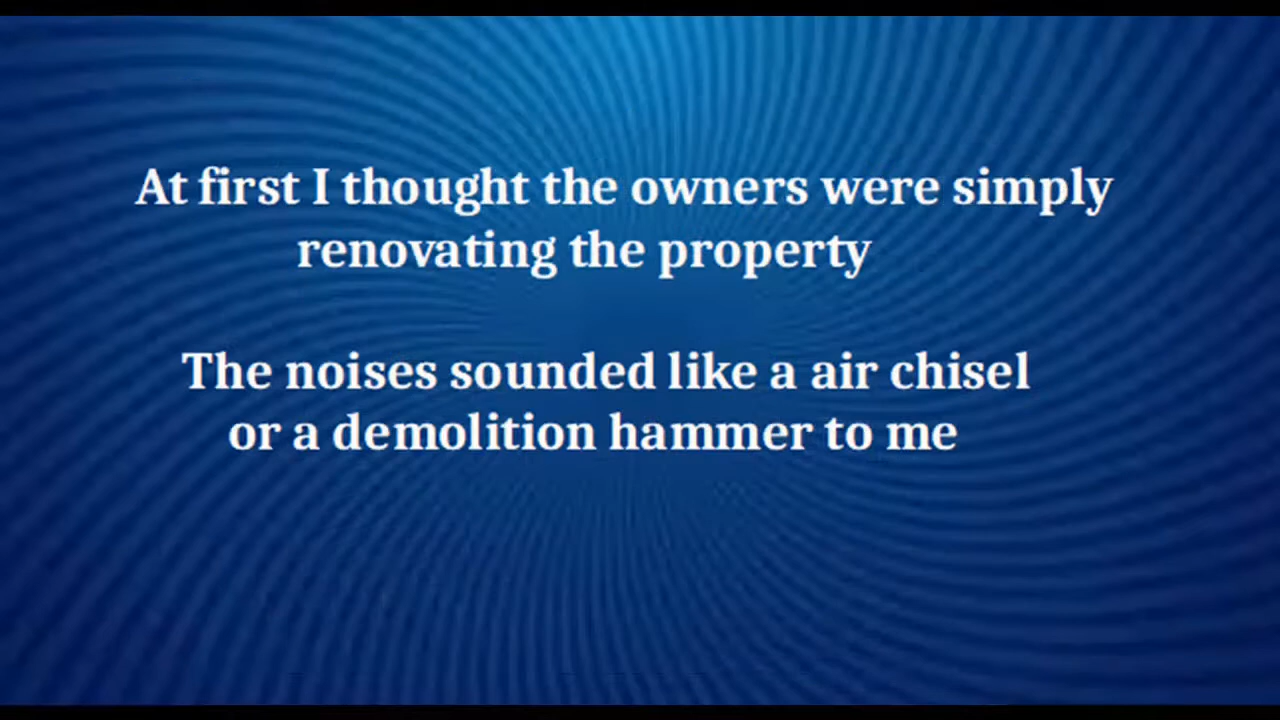 At first I thought the owners were simply
renovating the property
The noises sounded like a air chisel
or a demolition hammer to me